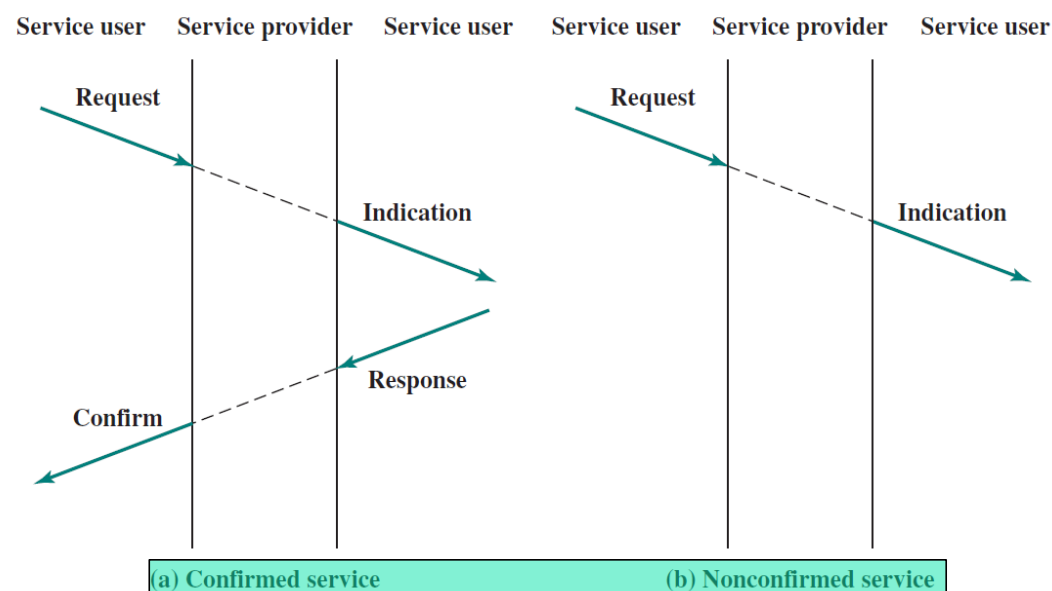 Service user Service provider Service user Service user Service provider Service user
Request Request
Indication Indication
Response
Confirm
(a) Confirmed service (b) Nonconfirmed service